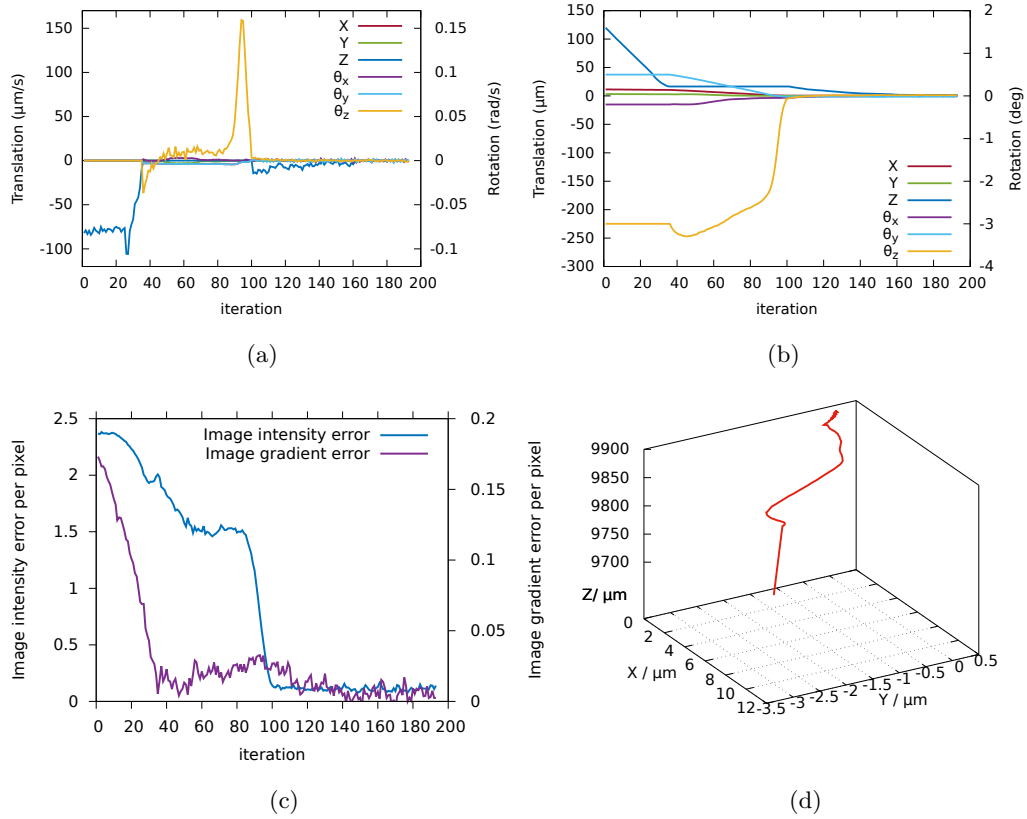 150
100
50
0
-50
-100
0.15
0.1
0.05
0
-0.05
-0.1
0 20 40 60 80 100 120 140 160 180 200
Translation (μm/s)
Rotation (rad/s)
iteration
X
Y
Z
θx
θy
θz
(a)
150
100
50
0
-50
-100
-150
-200
-250
-300
2
1
0
-1
-2
-3
-4
0 20 40 60 80 100 120 140 160 180 200
Translation (μm)
Rotation (deg)
iteration
X
Y
Z
θx
θy
θz
(b)
2.5
2
1.5
1
0.5
0
0.2
0.15
0.1
0.05
0
0 20 40 60 80 100 120 140 160 180 200
Image intensity error per pixel
Image gradient error per pixel
iteration
Image intensity error
Image gradient error
(c)
9900
9800
9750
9700
Z/ μm
0
2
4
6
8
10
12
X / μm
-3.5
-3
-2.5
-2
-1.5
-1
-0.5
0
0.5
Y / μm
(d)